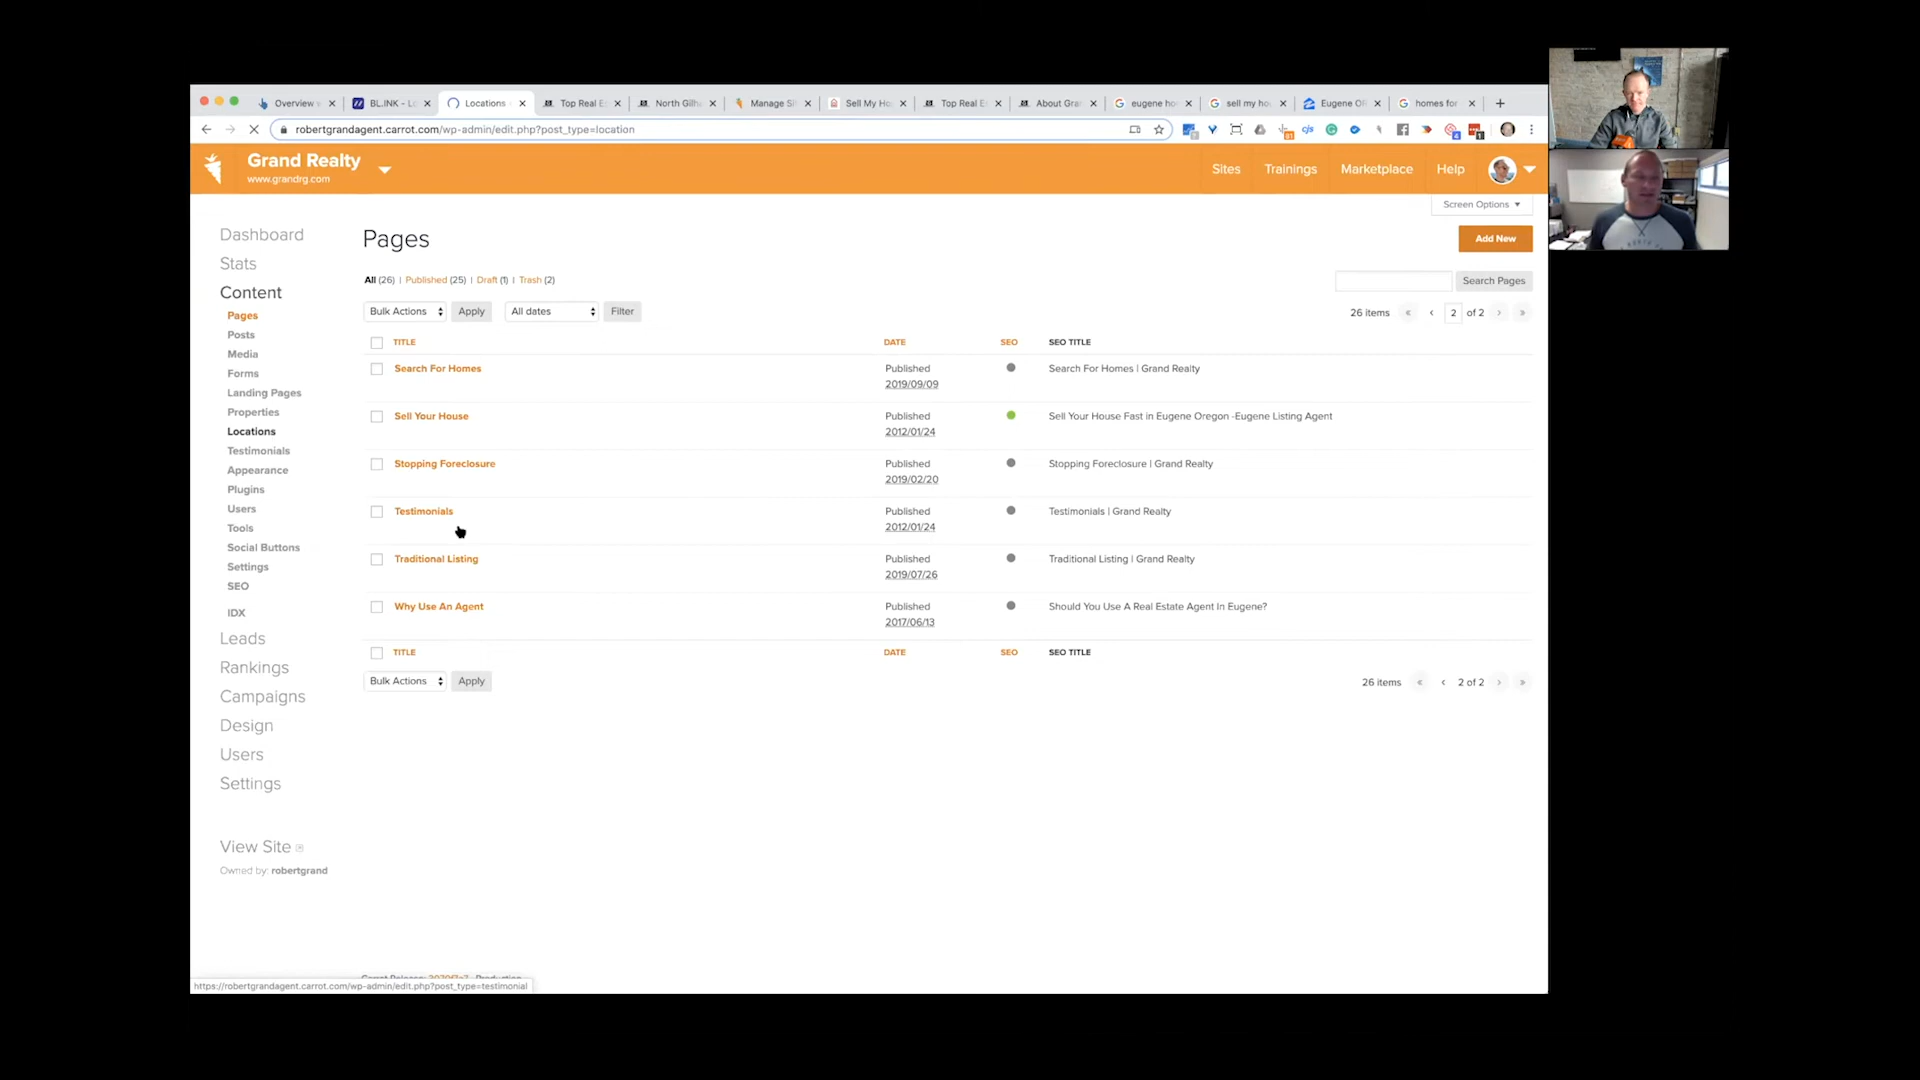 Overview
BL.INK - L
Locations
Top Real E
North Gilh
Manage Si
Sell My Ho
Top Real E
About Gra
eugene ho
sell my ho
Eugene OF
homes for
robertgrandagent.carrot.com/wp-admin/edit.php?post_type=location
Grand Realty
www.grandrg.com
Sites
Trainings
Marketplace
Help
Screen Options
Dashboard
Stats
Content
Pages
Posts
Media
Forms
Landing Pages
Properties
Locations
Testimonials
Appearance
Plugins
Users
Tools
Social Buttons
Settings
SEO
IDX
Leads
Rankings
Campaigns
Design
Users
Settings
View Site
Owned by: robertgrand
Pages
Add New
All (26) | Published (25) | Draft (1) | Trash (2)
Search Pages
Bulk Actions Apply All dates Filter
26 items « ‹ 2 of 2 › »
TITLE DATE SEO SEO TITLE
Search For Homes Published Search For Homes | Grand Realty
2019/09/09
Sell Your House Published Sell Your House Fast in Eugene Oregon -Eugene Listing Agent
2012/01/24
Stopping Foreclosure Published Stopping Foreclosure | Grand Realty
2019/02/20
Testimonials Published Testimonials | Grand Realty
2012/01/24
Traditional Listing Published Traditional Listing | Grand Realty
2019/07/26
Why Use An Agent Published Should You Use A Real Estate Agent In Eugene?
2017/06/13
TITLE DATE SEO SEO TITLE
Bulk Actions Apply
26 items « ‹ 2 of 2 › »
https://robertgrandagent.carrot.com/wp-admin/edit.php?post_type=testimonial